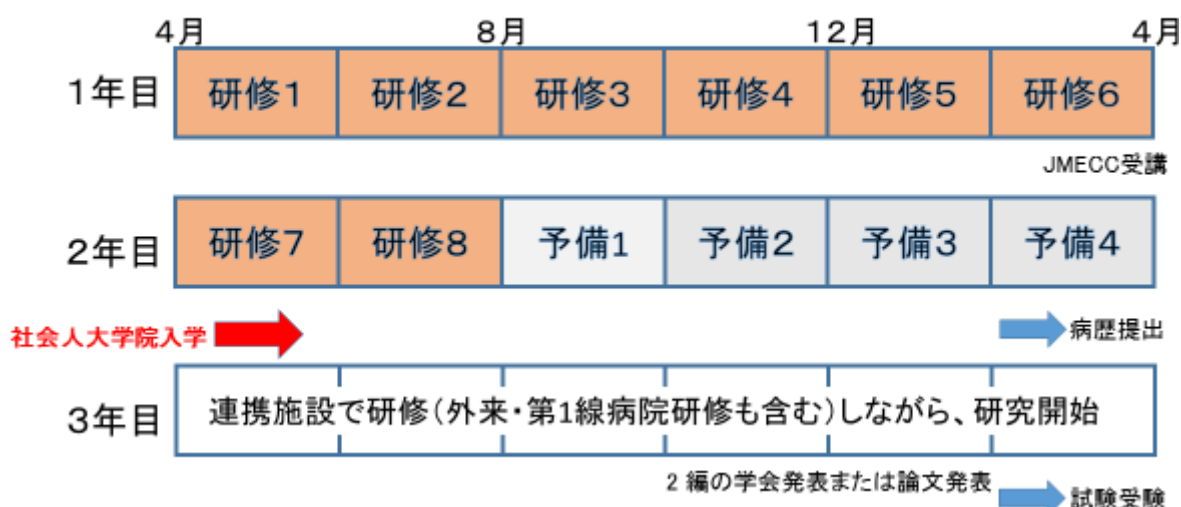 4月 8月 12月 4月
1年目 研修1 研修2 研修3 研修4 研修5 研修6
JMECC受講
2年目 研修7 研修8 予備1 予備2 予備3 予備4
社会人大学院入学 病歴提出
3年目 連携施設で研修(外来・第1線病院研修も含む)しながら、研究開始
2編の学会発表または論文発表 試験受験